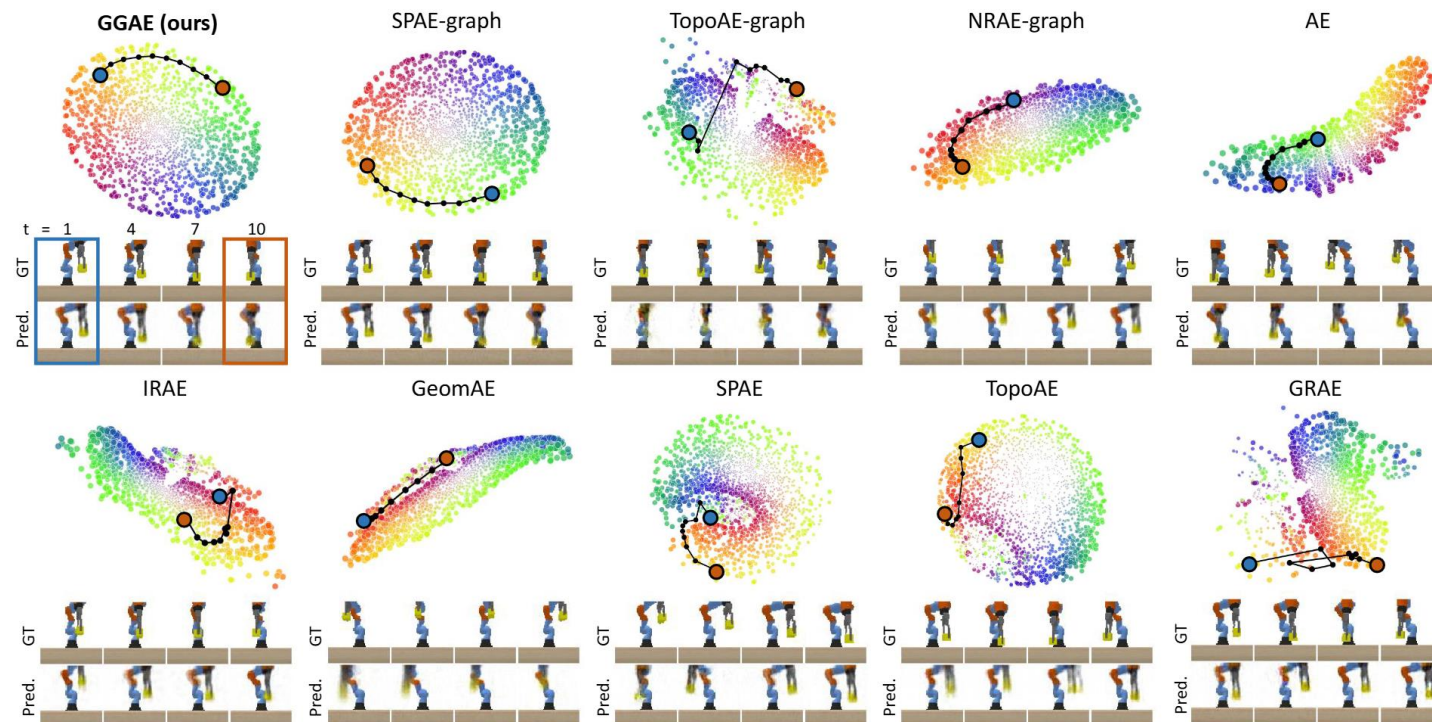 GGAE (ours) SPAE-graph TopoAE-graph NRAE-graph AE
t = 1 4 7 10
GT GT GT GT GT
Pred. Pred. Pred. Pred. Pred.
IRAE GeomAE SPAE TopoAE GRAE
GT GT GT GT GT
Pred. Pred. Pred. Pred. Pred.